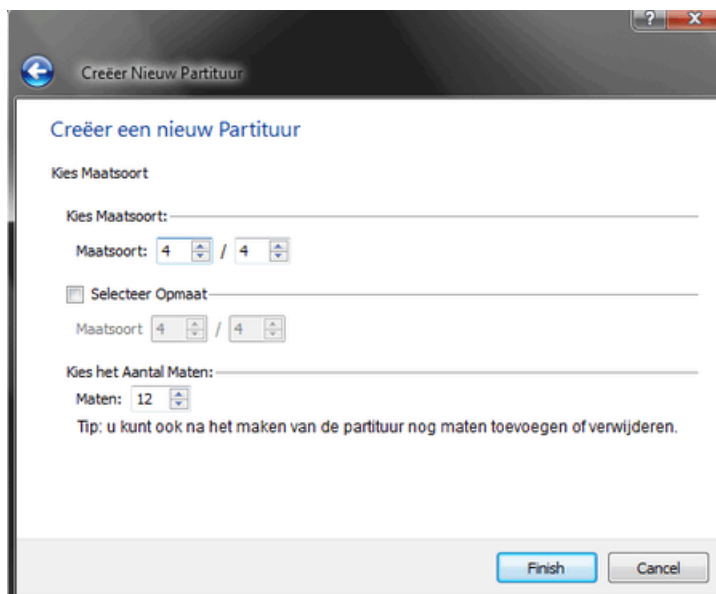 ?
Creëer Nieuw Partituur
Creëer een nieuw Partituur
Kies Maatsoort
Kies Maatsoort:
Maatsoort: 4 / 4
Selecteer Opmaat
Maatsoort 4 / 4
Kies het Aantal Maten:
Maten: 12
Tip: u kunt ook na het maken van de partituur nog maten toevoegen of verwijderen.
Finish Cancel